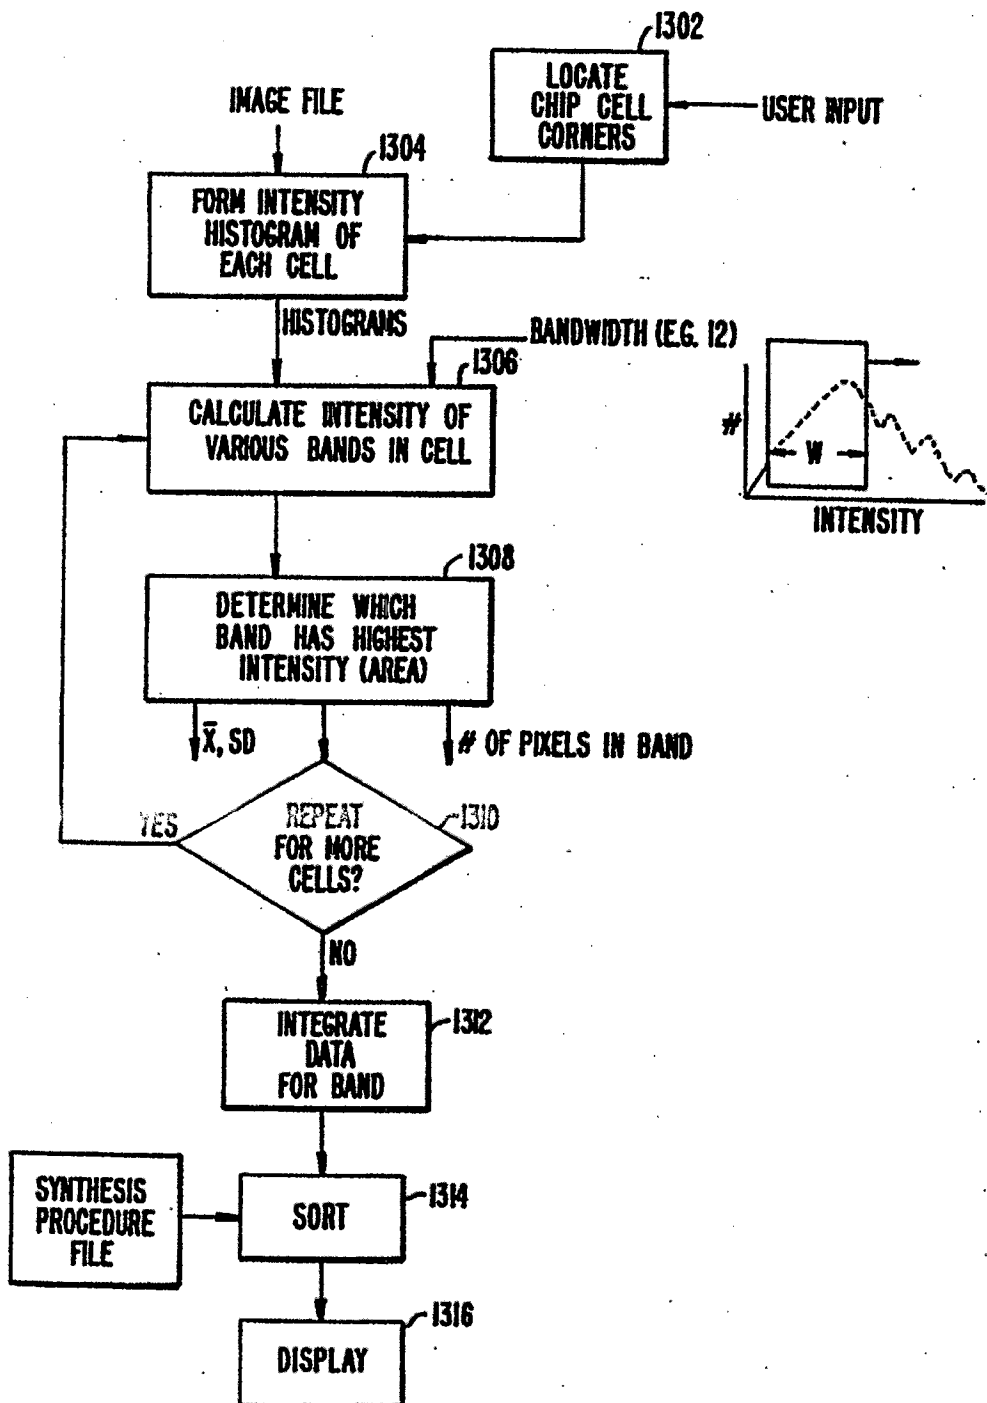 1302
LOCATE
CHIP CELL
CORNERS
USER INPUT
IMAGE FILE
1304
FORM INTENSITY
HISTOGRAM OF
EACH CELL
HISTOGRANS
BANDWIDTH (E.G. 12)
1306
CALCULATE INTENSITY OF
VARIOUS BANDS IN CELL
#
W
INTENSITY
1308
DETERMINE WHICH
BAND HAS HIGHEST
INTENSITY (AREA)
X̄, SD
# OF PIXELS IN BAND
YES
REPEAT
FOR MORE
CELLS?
1310
NO
INTEGRATE
DATA
FOR BAND
1312
SYNTHESIS
PROCEDURE
FILE
SORT
1314
1316
DISPLAY